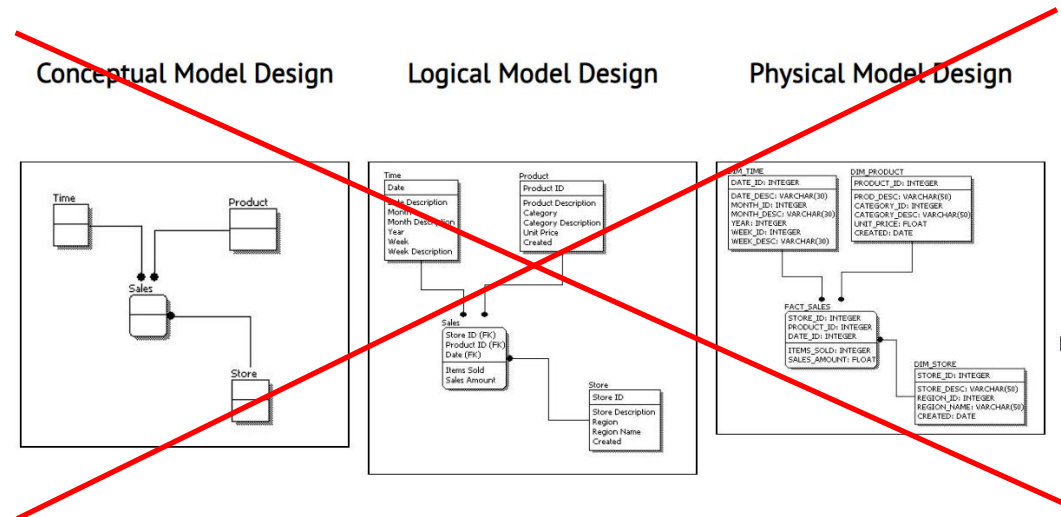 Conceptual Model Design
Logical Model Design
Physical Model Design
Time
Product
Sales
Store
Time
Date
Date Description
Month
Month Description
Year
Week
Week Description
Product
Product ID
Product Description
Category
Category Description
Unit Price
Created
Sales
Store ID (FK)
Product ID (FK)
Date (FK)
Items Sold
Sales Amount
Store
Store ID
Store Description
Region
Region Name
Created
DIM_TIME
DATE_ID: INTEGER
DATE_DESC: VARCHAR(30)
MONTH_ID: INTEGER
MONTH_DESC: VARCHAR(30)
YEAR: INTEGER
WEEK_ID: INTEGER
WEEK_DESC: VARCHAR(30)
DIM_PRODUCT
PRODUCT_ID: INTEGER
PROD_DESC: VARCHAR(50)
CATEGORY_ID: INTEGER
CATEGORY_DESC: VARCHAR(50)
UNIT_PRICE: FLOAT
CREATED: DATE
FACT_SALES
STORE_ID: INTEGER
PRODUCT_ID: INTEGER
DATE_ID: INTEGER
ITEMS_SOLD: INTEGER
SALES_AMOUNT: FLOAT
DIM_STORE
STORE_ID: INTEGER
STORE_DESC: VARCHAR(50)
REGION_ID: INTEGER
REGION_NAME: VARCHAR(50)
CREATED: DATE